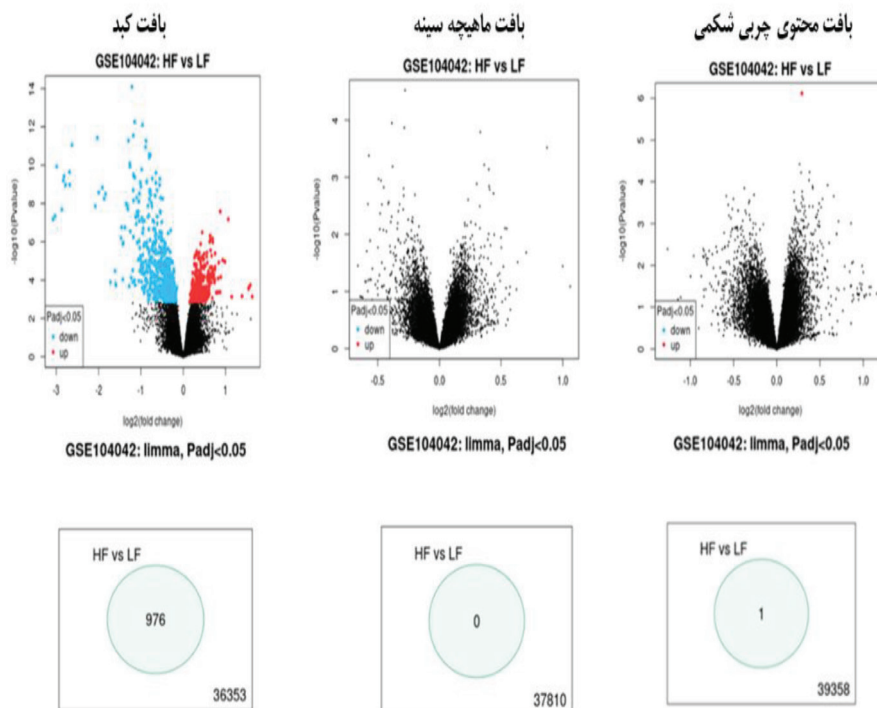 بافت کبد
GSE104042: HF vs LF
-log10(Pvalue)
14
12
10
8
6
4
2
0
Padj<0.05
down
up
-3
-2
-1
0
1
log2(fold change)
GSE104042: limma, Padj<0.05
HF vs LF
976
36353
بافت ماهیچه سینه
GSE104042: HF vs LF
-log10(Pvalue)
4
3
2
1
0
Padj<0.05
down
up
-0.5
0.0
0.5
1.0
log2(fold change)
GSE104042: limma, Padj<0.05
HF vs LF
0
37810
بافت محتوی چربی شکمی
GSE104042: HF vs LF
-log10(Pvalue)
6
5
4
3
2
1
0
Padj<0.05
down
up
-1.0
-0.5
0.0
0.5
1.0
log2(fold change)
GSE104042: limma, Padj<0.05
HF vs LF
1
39358